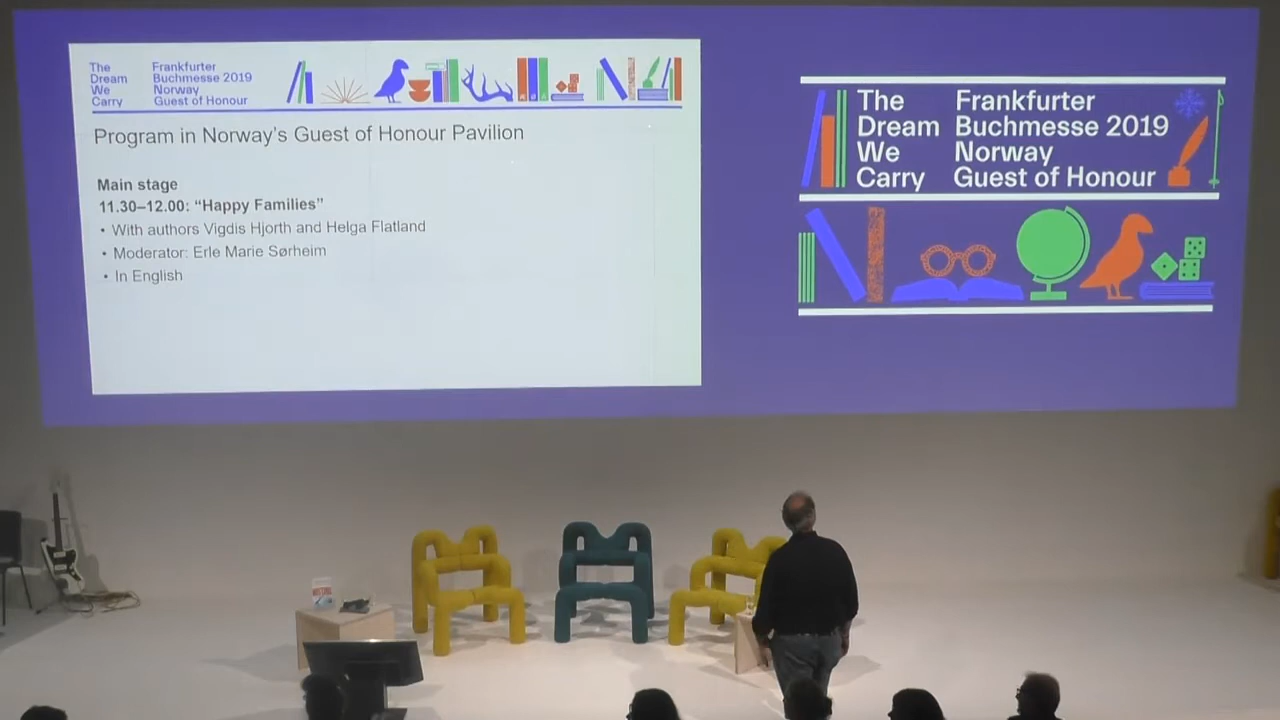 The
Dream
We
Carry
Frankfurter
Buchmesse 2019
Norway
Guest of Honour
Program in Norway's Guest of Honour Pavilion
Main stage
11.30–12.00: “Happy Families”
• With authors Vigdis Hjorth and Helga Flatland
• Moderator: Erle Marie Sørheim
• In English
The
Dream
We
Carry
Frankfurter
Buchmesse 2019
Norway
Guest of Honour